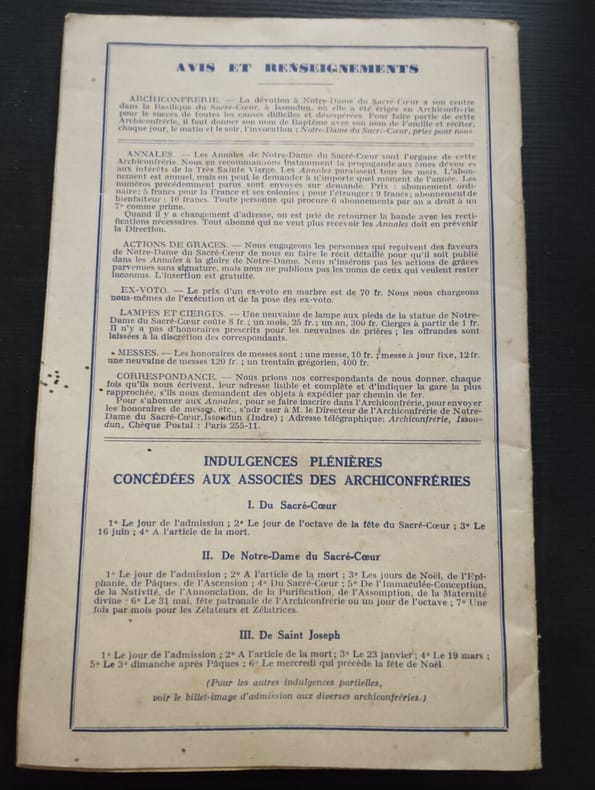 AVIS ET RENSEIGNEMENTS
ARCHICONFRERIE. — La dévotion à Notre-Dame du Sacré-Cœur a son centre
dans la Basilique du Sacré-Cœur, à Issoudun, où elle a été érigée en Archiconfrerie
pour le succès de toutes les causes difficiles et désespérées. Pour faire partie de cette
Archiconfrérie, il faut donner son nom de Baptême avec son nom de Famille et réciter,
chaque jour, le matin et le soir, l'invocation : Notre-Dame du Sacré-Cœur, priez pour nous.
ANNALES. — Les Annales de Notre-Dame du Sacré-Cœur sont l'organe de cette
Archiconfrérie. Nous en recommandons instamment la propagande aux âmes dévouées
aux intérêts de la Très Sainte Vierge. Les Annales paraissent tous les mois. L'abon-
nement est annuel, mais on peut le demander à n'importe quel moment de l'année. Les
numéros précédemment parus sont envoyés sur demande. Prix : abonnement ordi-
naire : 5 francs pour la France et ses colonies ; pour l'étranger : 9 francs; abonnement de
bienfaiteur : 10 francs. Toute personne qui procure 6 abonnements par an a droit à un
7e comme prime.
Quand il y a changement d'adresse, on est prié de retourner la bande avec les recti-
fications nécessaires. Tout abonné qui ne veut plus recevoir les Annales doit en prévenir
la Direction.
ACTIONS DE GRACES. — Nous engageons les personnes qui reçoivent des faveurs
de Notre-Dame du Sacré-Cœur de nous en faire le récit détaillé pour qu'il soit publié
dans les Annales à la gloire de Notre-Dame. Nous n'insérons pas les actions de grâces
parvenues sans signature, mais nous ne publions pas les noms de ceux qui veulent rester
inconnus. L'insertion est gratuite.
EX-VOTO. — Le prix d'un ex-voto en marbre est de 70 fr. Nous nous chargeons
nous-mêmes de l'exécution et de la pose des ex-voto.
LAMPES ET CIERGES. — Une neuvaine de lampe aux pieds de la statue de Notre-
Dame du Sacré-Cœur coûte 8 fr. ; un mois, 25 fr. ; un an, 300 fr. Cierges à partir de 1 fr.
Il n'y a pas d'honoraires prescrits pour les neuvaines de prières ; les offrandes sont
laissées à la discrétion des correspondants.
MESSES. — Les honoraires de messes sont : une messe, 10 fr. ; messe à jour fixe, 12 fr.
une neuvaine de messes 120 fr. ; un trentain grégorien, 400 fr.
CORRESPONDANCE. — Nous prions nos correspondants de nous donner, chaque
fois qu'ils nous écrivent, leur adresse lisible et complète et d'indiquer la gare la plus
rapprochée, s'ils nous demandent des objets à expédier par chemin de fer.
Pour s'abonner aux Annales, pour se faire inscrire dans l'Archiconfrérie, pour envoyer
les honoraires de messes, etc., s'adr sser à M. le Directeur de l'Archiconfrérie de Notre-
Dame du Sacré-Cœur, Issoudun (Indre) ; Adresse télégraphique: Archiconfrerie, Issou-
dun, Chèque Postal : Paris 255-11.
INDULGENCES PLÉNIÈRES
CONCÉDÉES AUX ASSOCIÉS DES ARCHICONFRÉRIES
I. Du Sacré-Cœur
1° Le jour de l'admission ; 2° Le jour de l'octave de la fête du Sacré-Cœur ; 3° Le
16 juin ; 4° A l'article de la mort.
II. De Notre-Dame du Sacré-Cœur
1° Le jour de l'admission ; 2° A l'article de la mort ; 3° Les jours de Noël, de l'Epi-
phanie, de Pâques, de l'Ascension ; 4° Du Sacré-Cœur ; 5° De l'Immaculée-Conception,
de la Nativité, de l'Annonciation, de la Purification, de l'Assomption, de la Maternité
divine ; 6° Le 31 mai, fête patronale de l'Archiconfrérie ou un jour de l'octave ; 7° Une
fois par mois pour les Zélateurs et Zélatrices.
III. De Saint Joseph
1° Le jour de l'admission ; 2° A l'article de la mort ; 3° Le 23 janvier ; 4° Le 19 mars ;
5° Le 3e dimanche après Pâques ; 6° Le mercredi qui précède la fête de Noël.
(Pour les autres indulgences partielles,
voir le billet-image d'admission aux diverses archiconfréries.)